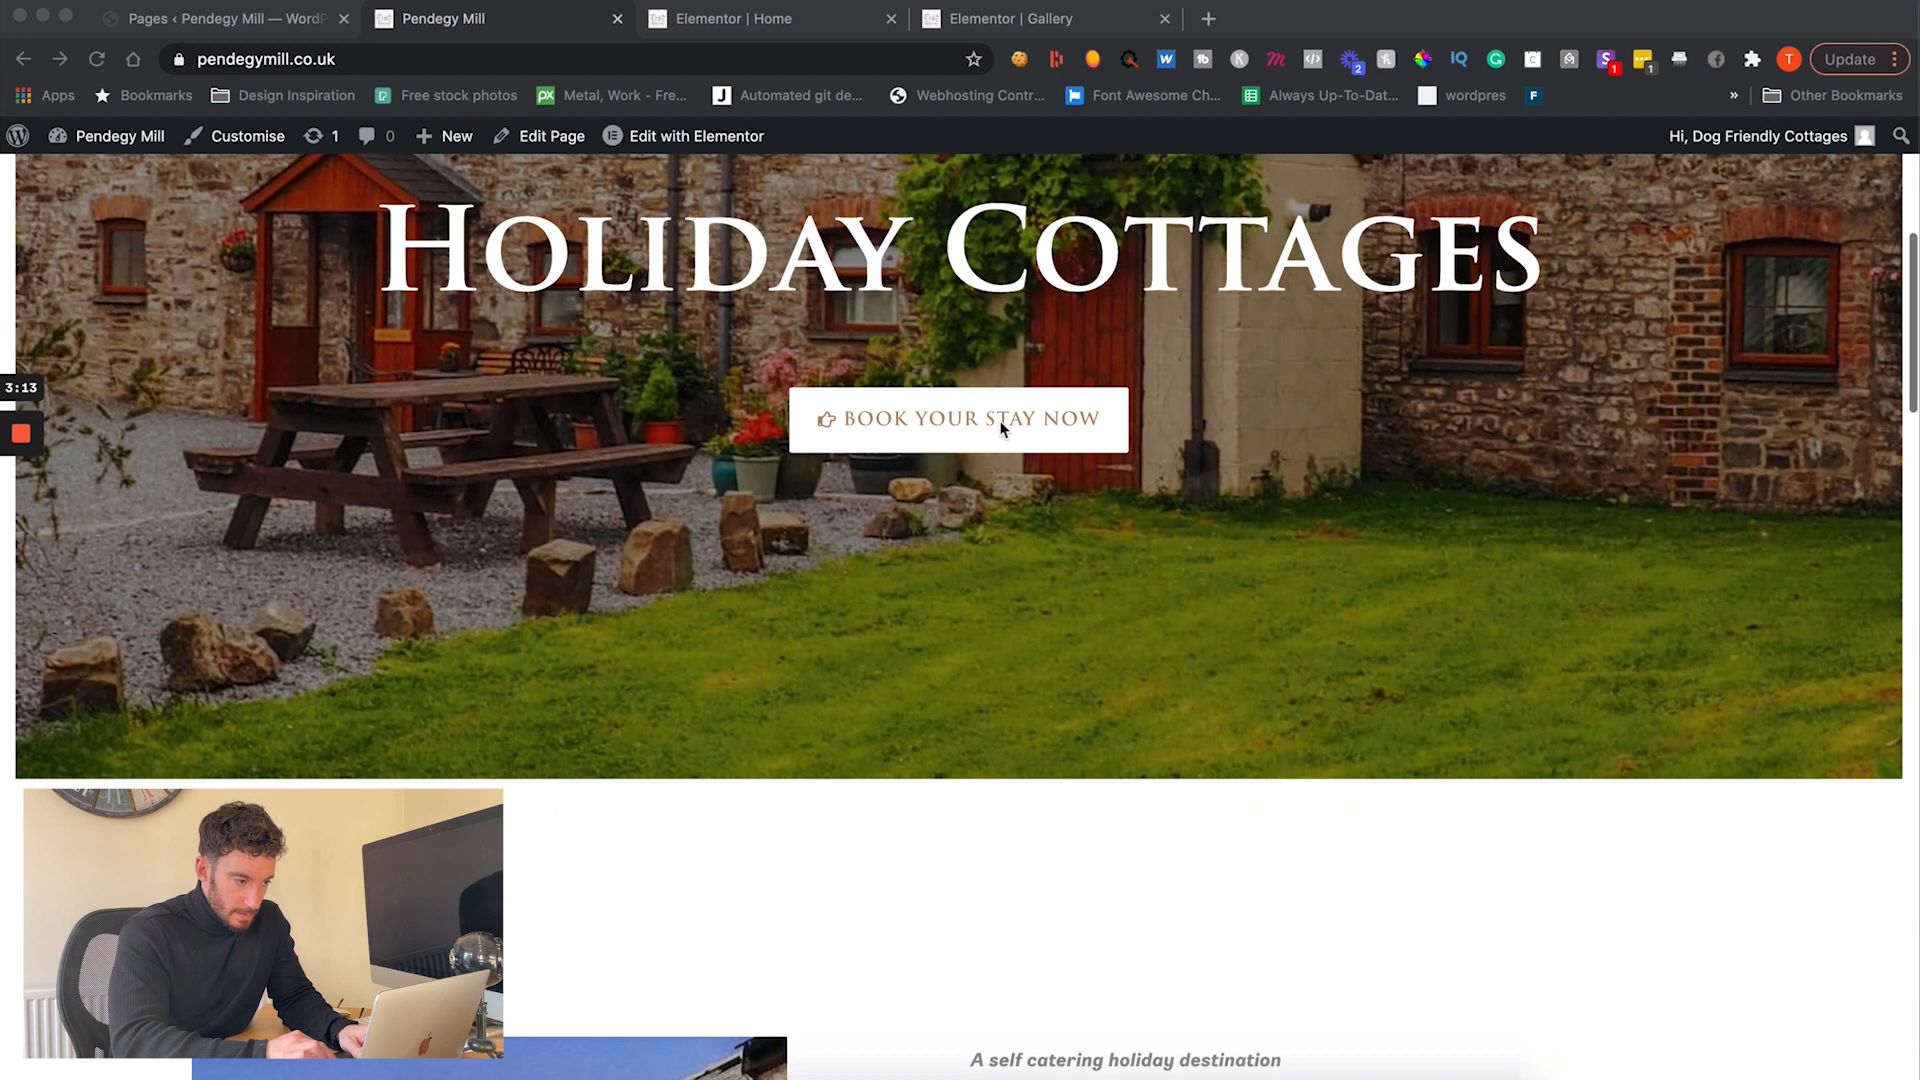 Pages ‹ Pendegy Mill — WordP
Pendegy Mill
Elementor | Home
Elementor | Gallery
pendegymill.co.uk
Update
Apps
Bookmarks
Design Inspiration
Free stock photos
Metal, Work - Fre...
Automated git de...
Webhosting Contr...
Font Awesome Ch...
Always Up-To-Dat...
wordpres
Other Bookmarks
Pendegy Mill
Customise
1
0
New
Edit Page
Edit with Elementor
Hi, Dog Friendly Cottages
HOLIDAY COTTAGES
3:13
BOOK YOUR STAY NOW
A self catering holiday destination